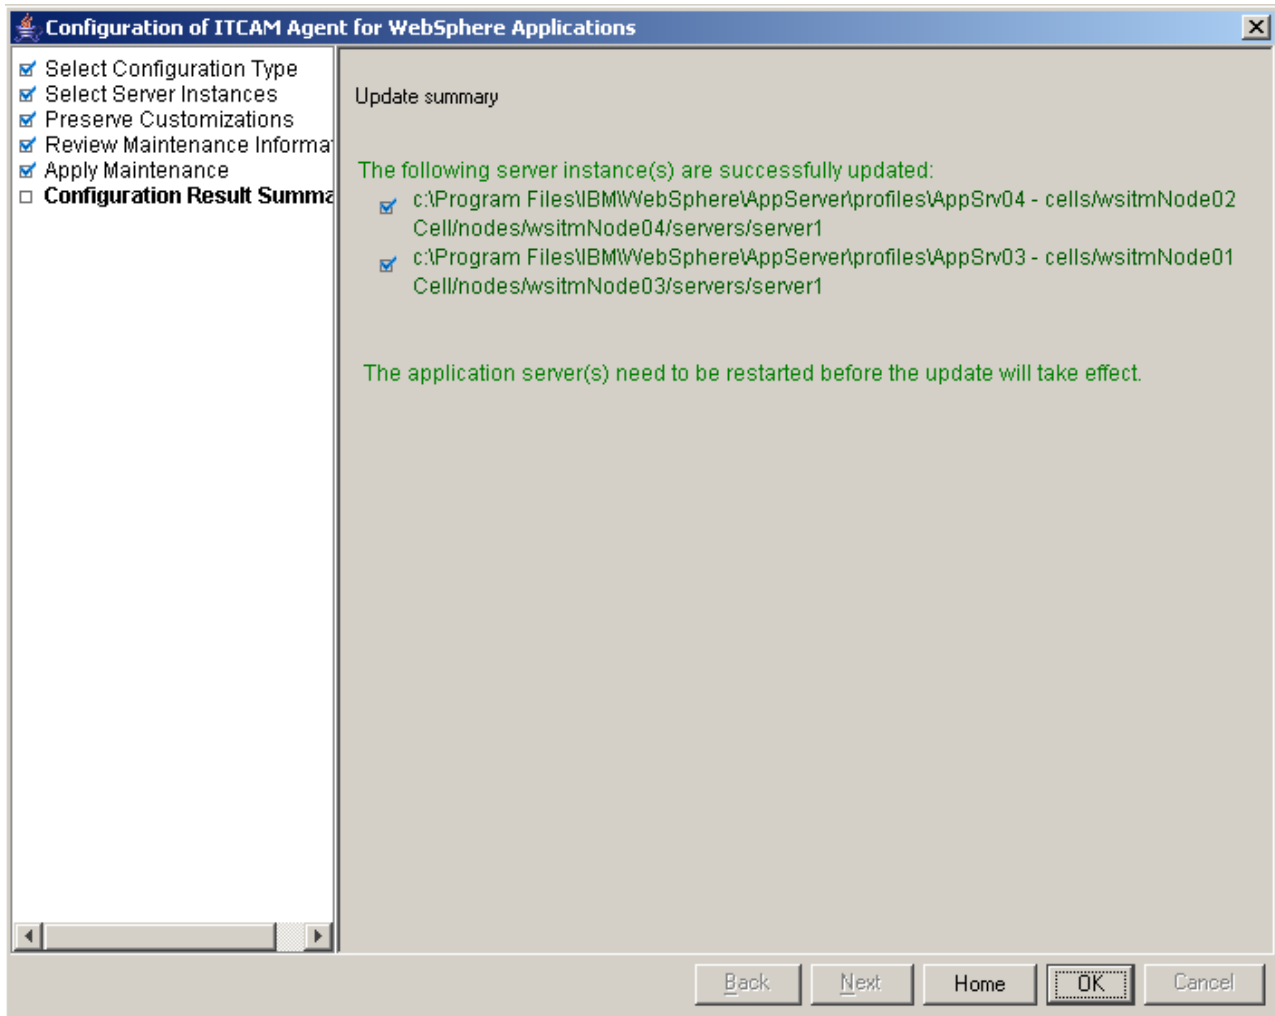 Configuration of ITCAM Agent for WebSphere Applications
Select Configuration Type
Select Server Instances
Preserve Customizations
Review Maintenance Informat
Apply Maintenance
Configuration Result Summa
Update summary
The following server instance(s) are successfully updated:
c:\Program Files\IBM\WebSphere\AppServer\profiles\AppSrv04 - cells/wsitmNode02
Cell/nodes/wsitmNode04/servers/server1
c:\Program Files\IBM\WebSphere\AppServer\profiles\AppSrv03 - cells/wsitmNode01
Cell/nodes/wsitmNode03/servers/server1
The application server(s) need to be restarted before the update will take effect.
Back Next Home OK Cancel